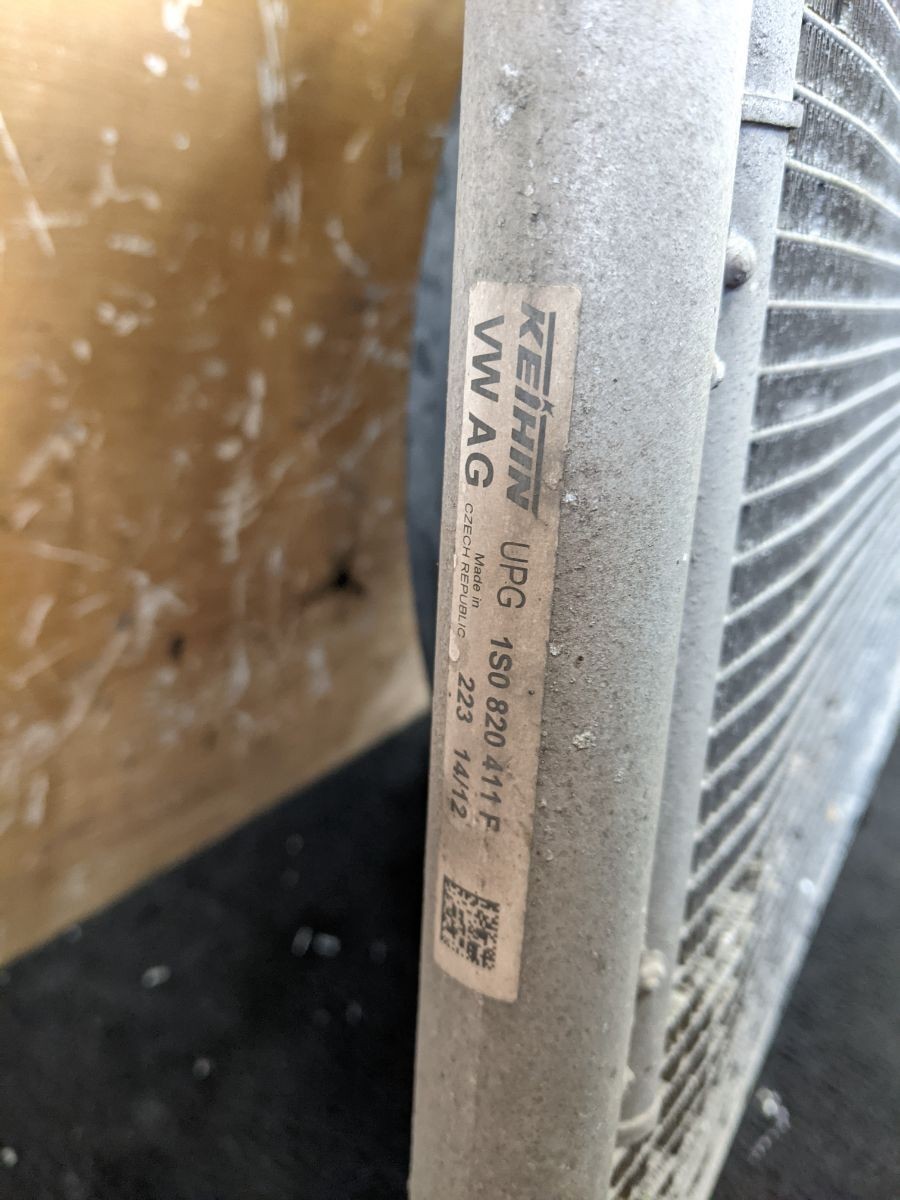 KEIHIN UPG 1S0 820 411 F
VW AG Made in
CZECH REPUBLIC 223 14/12